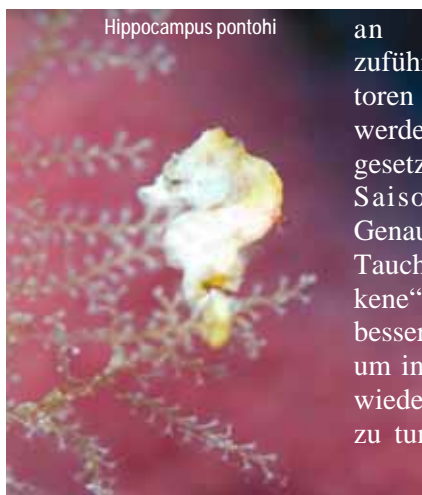 Hippocampus pontohi
an
zuführ
toren
werde
gesetz
Saiso
Genau
Tauch
kene“
besser
um in
wiede
zu tur